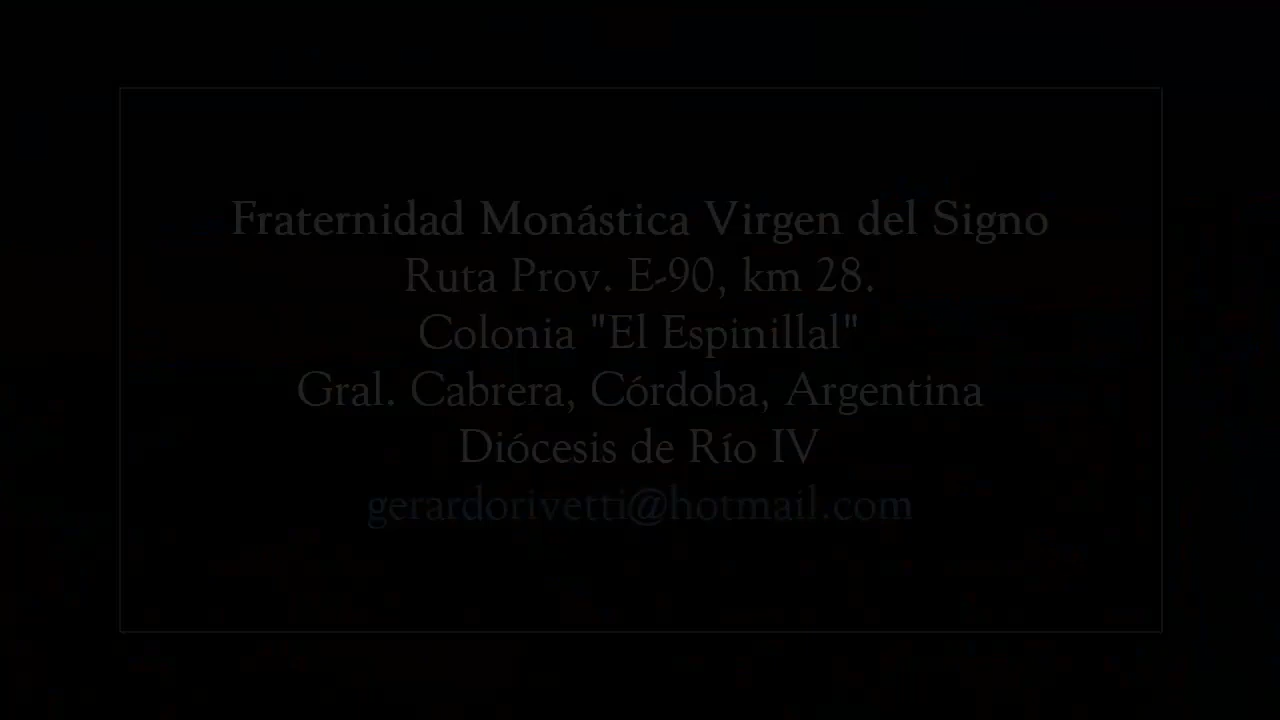 Fraternidad Monástica Virgen del Signo
Ruta Prov. E-90, km 28.
Colonia "El Espinillal"
Gral. Cabrera, Córdoba, Argentina
Diócesis de Río IV
gerardorivetti@hotmail.com